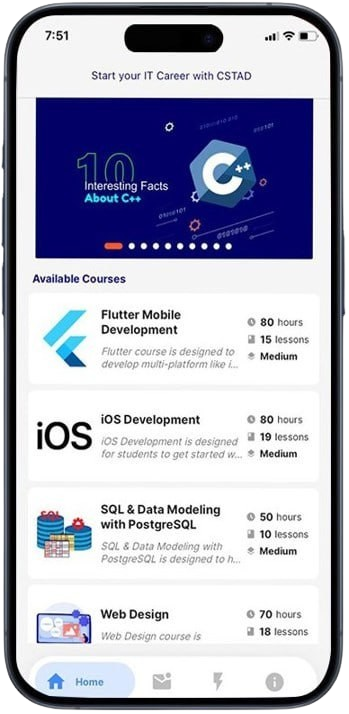 7:51
Start your IT Career with CSTAD
10
Interesting Facts
About C++
C++
0101101
0101101
0101010
Available Courses
Flutter Mobile
Development
Flutter course is designed to
develop multi-platform like i...
80 hours
15 lessons
Medium
iOS
iOS Development
iOS Development is designed
for students to get started w...
80 hours
19 lessons
Medium
SQL
SQL & Data Modeling
with PostgreSQL
SQL & Data Modeling with
PostgreSQL is designed to h...
50 hours
10 lessons
Medium
Web Design
Web Design course is
70 hours
18 lessons
Home